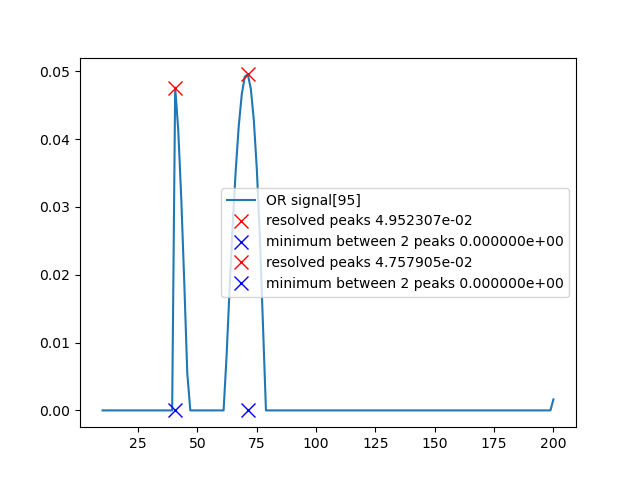 0.05
0.04
0.03
0.02
0.01
0.00
OR signal[95]
resolved peaks 4.952307e-02
minimum between 2 peaks 0.000000e+00
resolved peaks 4.757905e-02
minimum between 2 peaks 0.000000e+00
25 50 75 100 125 150 175 200